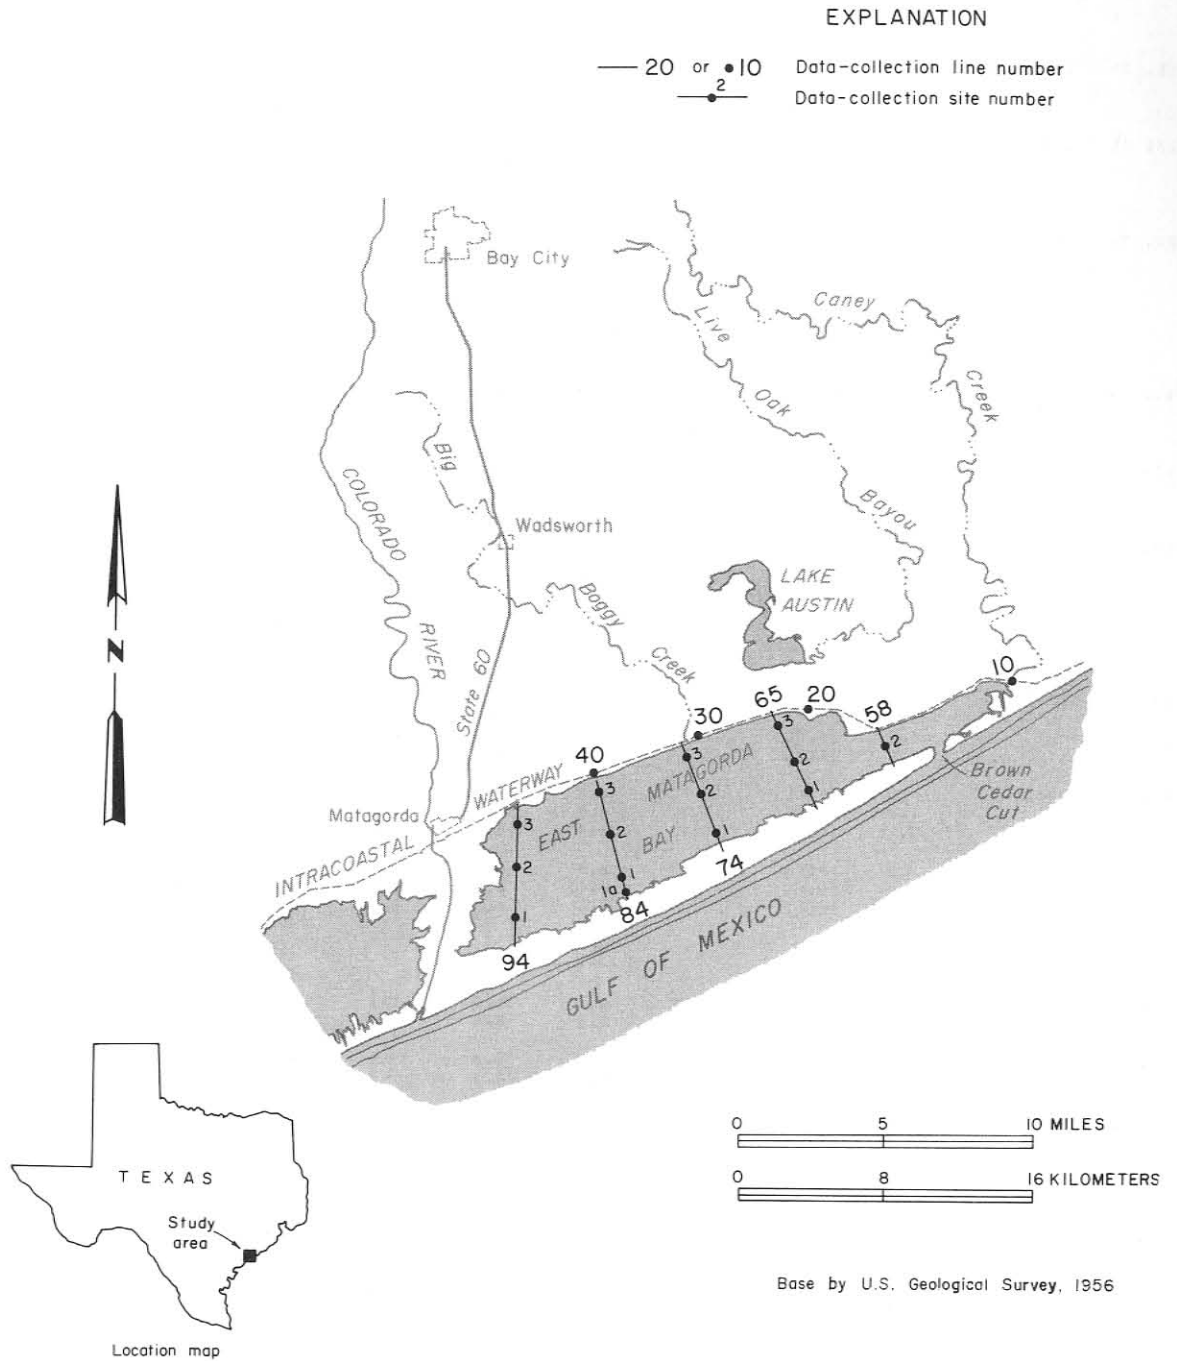 EXPLANATION
20 or 10 Data-collection line number
2 Data-collection site number
Bay City
Caney
Creek
Live
Oak
Bayou
Big
Boggy
Creek
COLORADO
RIVER
Wadsworth
State 60
LAKE
AUSTIN
10
58
20
65
30
40
3
2
1
2
3
2
1
3
2
1
1a
3
2
1
74
84
94
Matagorda
INTRACOASTAL
WATERWAY
EAST
MATAGORDA
BAY
Brown
Cedar
Cut
GULF OF MEXICO
N
0 5 10 MILES
0 8 16 KILOMETERS
TEXAS
Study
area
Location map
Base by U.S. Geological Survey, 1956